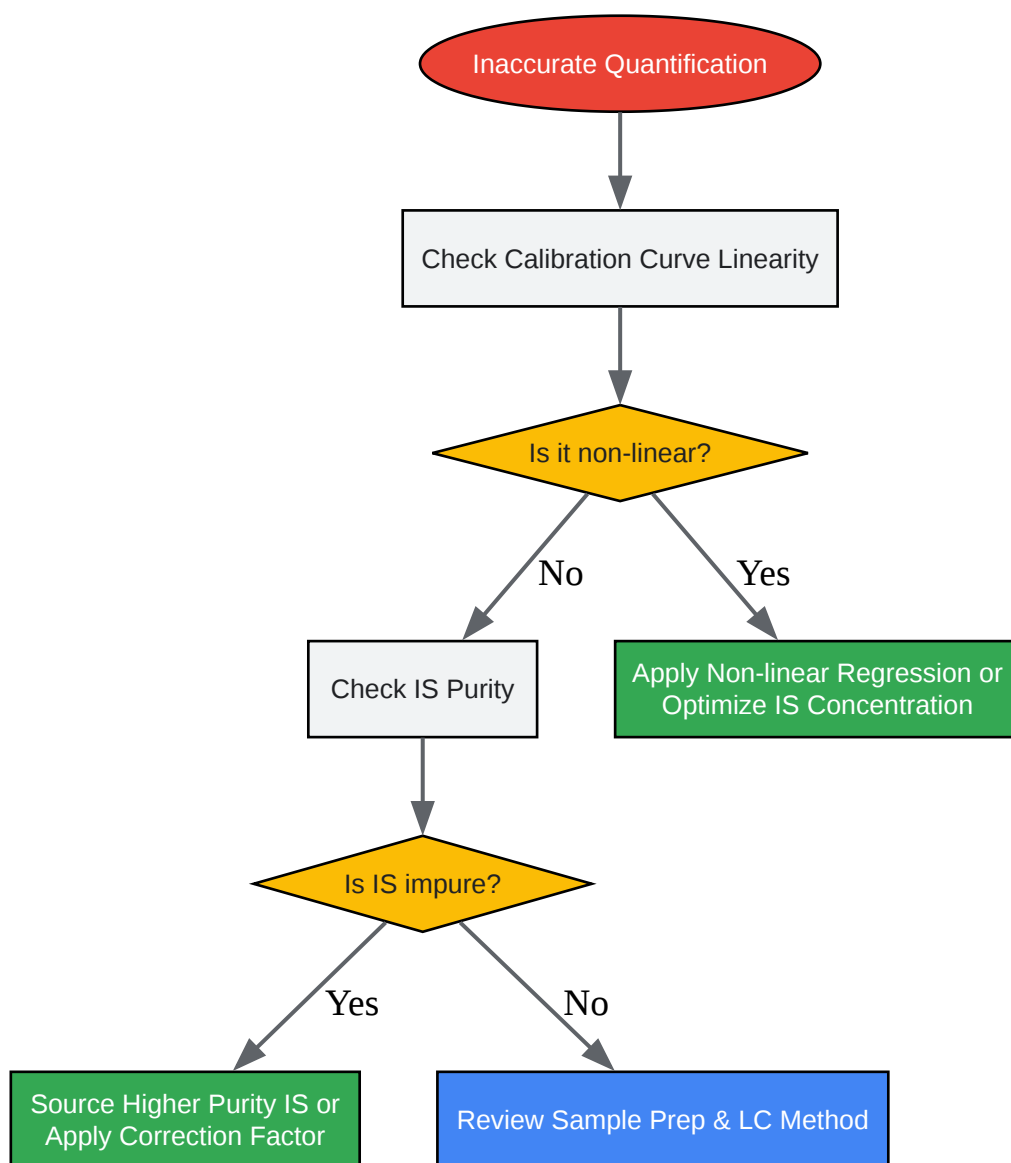 Inaccurate Quantification
Check Calibration Curve Linearity
Is it non-linear?
No
Yes
Check IS Purity
Apply Non-linear Regression or
Optimize IS Concentration
Is IS impure?
Yes
No
Source Higher Purity IS or
Apply Correction Factor
Review Sample Prep & LC Method